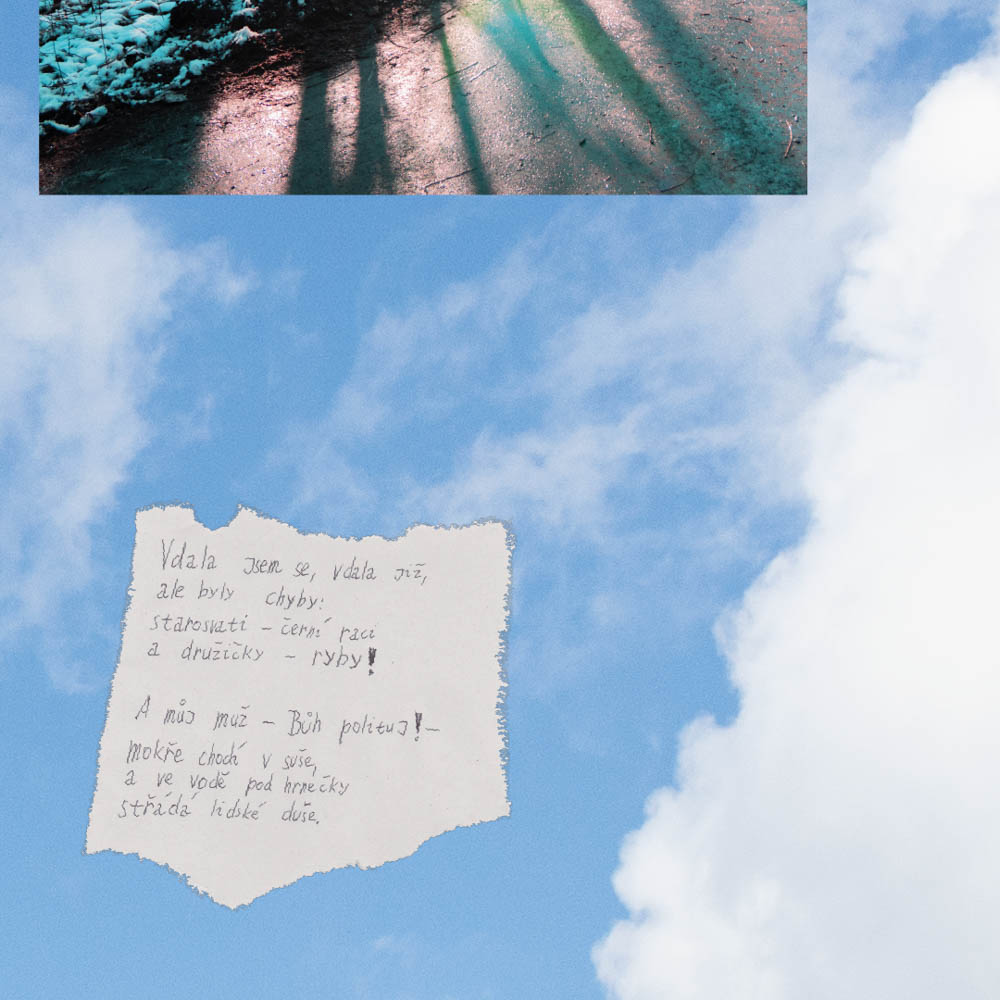 Vdala jsem se, vdala již,
ale byly chyby:
starosvati – černí raci
a družičky – ryby!
A můj muž – Bůh polituj! –
mokře chodí v suše,
a ve vodě pod hrnečky
střádá lidské duše.